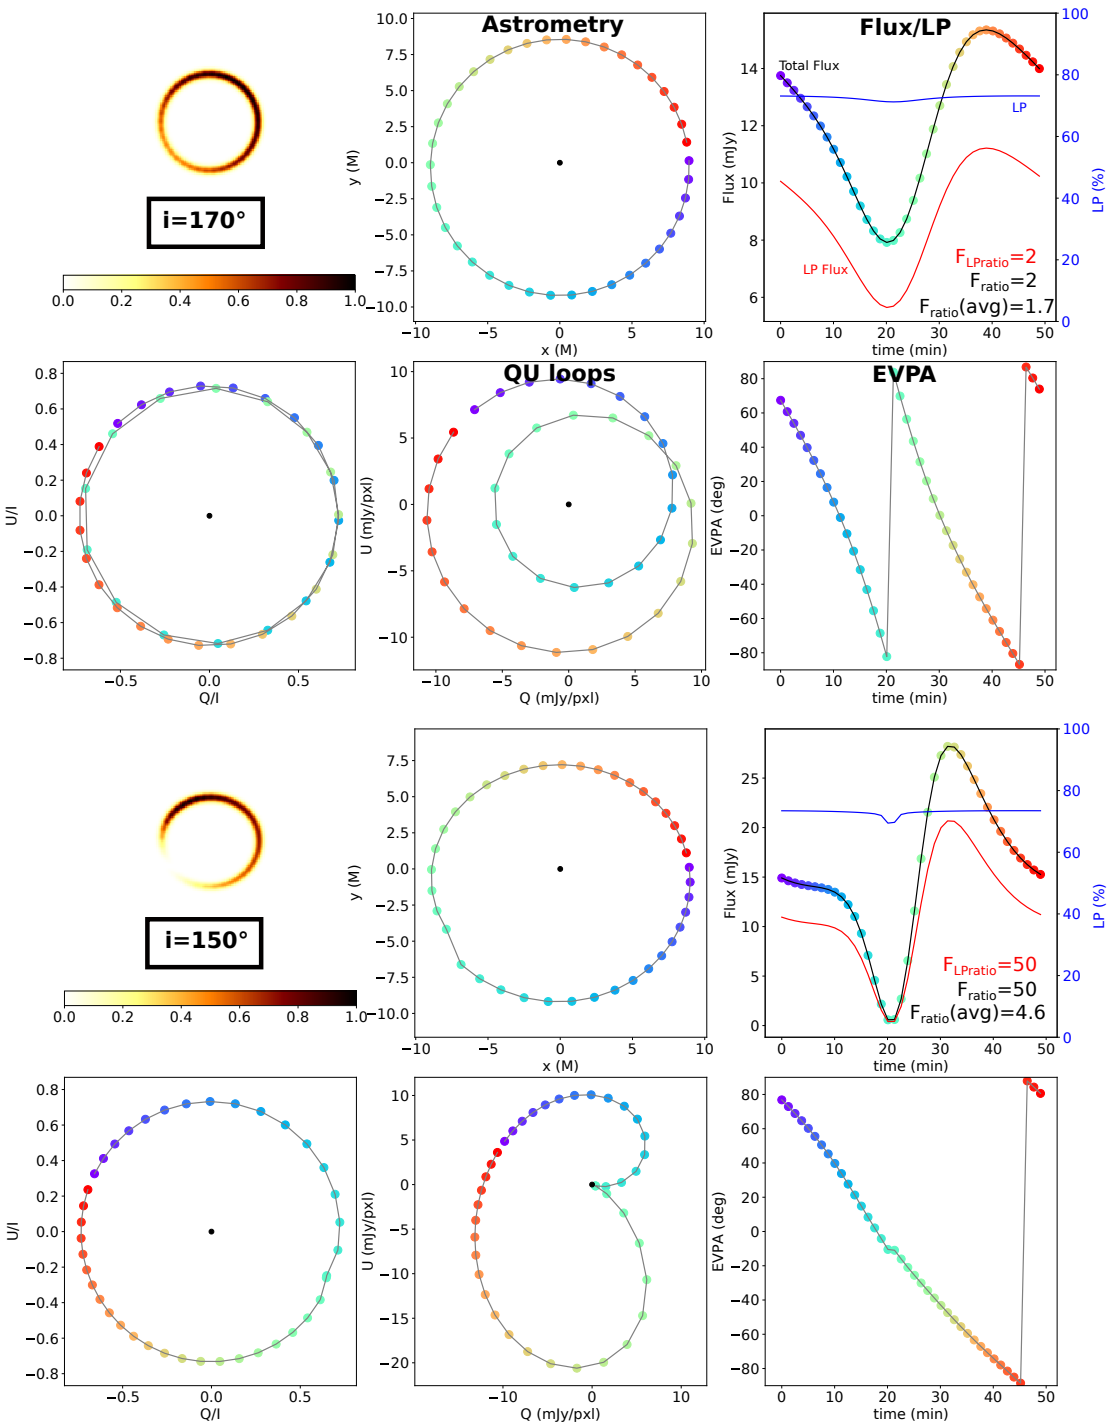 Astrometry
10.0
7.5
5.0
2.5
0.0
−2.5
−5.0
−7.5
−10.0
y (M)
−10
−5
0
5
10
x (M)
i=170°
0.0 0.2 0.4 0.6 0.8 1.0
Flux/LP
Total Flux
LP
LP Flux
F_LPratio=2
F_ratio=2
F_ratio(avg)=1.7
14
12
10
8
6
Flux (mJy)
100
80
60
40
20
0
LP (%)
0 10 20 30 40 50
time (min)
0.8
0.6
0.4
0.2
0.0
−0.2
−0.4
−0.6
−0.8
U/I
−0.5 0.0 0.5
Q/I
QU loops
10
5
0
−5
−10
U (mJy/pxl)
−10 −5 0 5 10
Q (mJy/pxl)
EVPA
80
60
40
20
0
−20
−40
−60
−80
EVPA (deg)
0 10 20 30 40 50
time (min)
i=150°
0.0 0.2 0.4 0.6 0.8 1.0
7.5
5.0
2.5
0.0
−2.5
−5.0
−7.5
−10.0
y (M)
−10 −5 0 5 10
x (M)
25
20
15
10
5
0
Flux (mJy)
F_LPratio=50
F_ratio=50
F_ratio(avg)=4.6
100
80
60
40
20
0
LP (%)
0 10 20 30 40 50
time (min)
0.8
0.6
0.4
0.2
0.0
−0.2
−0.4
−0.6
−0.8
U/I
−0.5 0.0 0.5
Q/I
10
5
0
−5
−10
−15
−20
U (mJy/pxl)
−10 0 10
Q (mJy/pxl)
80
60
40
20
0
−20
−40
−60
−80
EVPA (deg)
0 10 20 30 40 50
time (min)